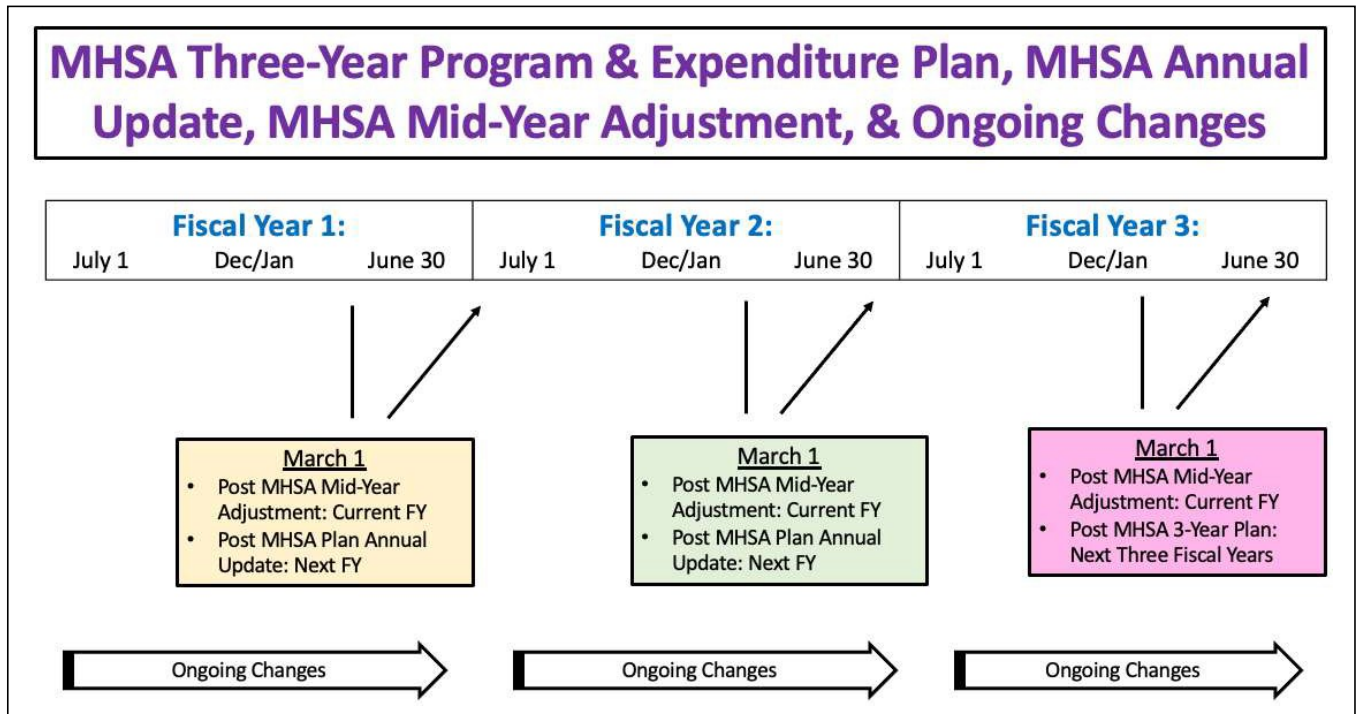 MHSA Three-Year Program & Expenditure Plan, MHSA Annual
Update, MHSA Mid-Year Adjustment, & Ongoing Changes
Fiscal Year 1:
July 1 Dec/Jan June 30
Fiscal Year 2:
July 1 Dec/Jan June 30
Fiscal Year 3:
July 1 Dec/Jan June 30
March 1
• Post MHSA Mid-Year
Adjustment: Current FY
• Post MHSA Plan Annual
Update: Next FY
March 1
• Post MHSA Mid-Year
Adjustment: Current FY
• Post MHSA Plan Annual
Update: Next FY
March 1
• Post MHSA Mid-Year
Adjustment: Current FY
• Post MHSA 3-Year Plan:
Next Three Fiscal Years
Ongoing Changes
Ongoing Changes
Ongoing Changes